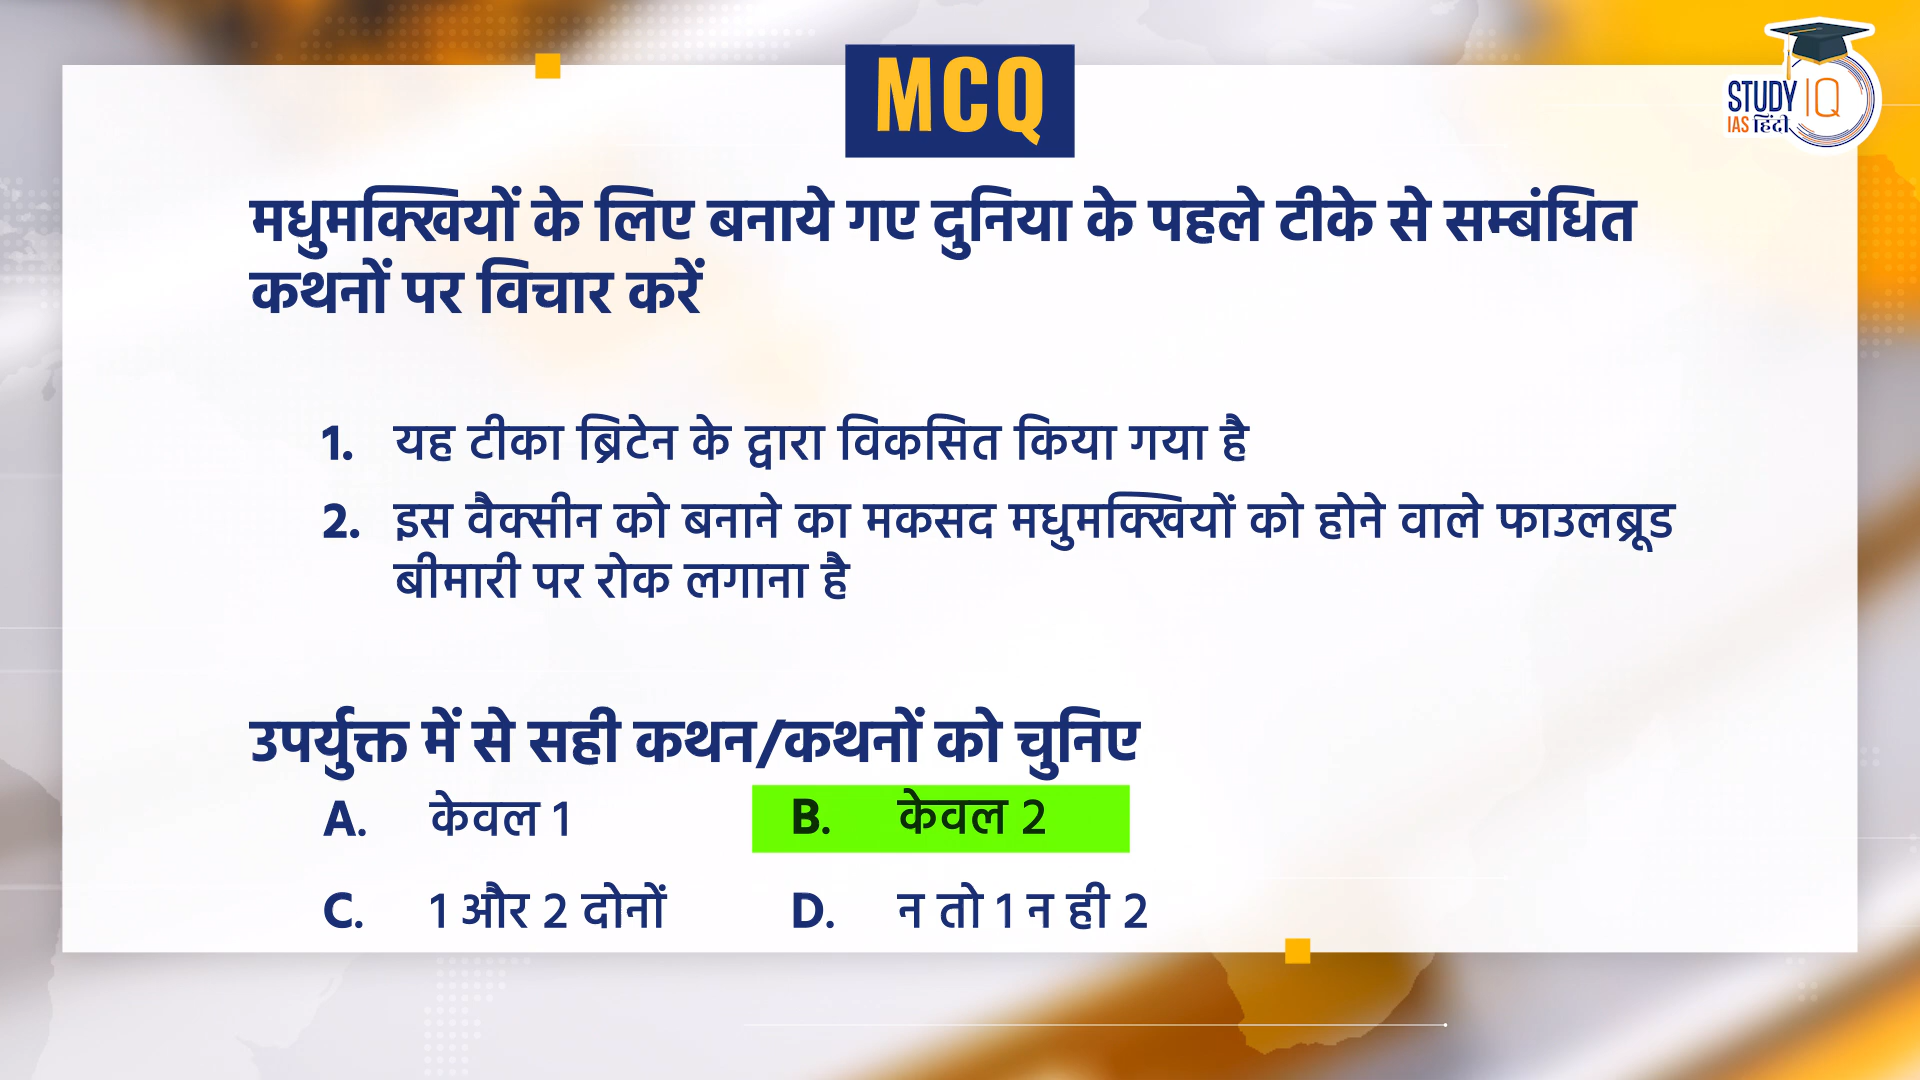 MCQ
STUDY IQ
IAS हिंदी
मधुमक्खियों के लिए बनाये गए दुनिया के पहले टीके से सम्बंधित
कथनों पर विचार करें
1. यह टीका ब्रिटेन के द्वारा विकसित किया गया है
2. इस वैक्सीन को बनाने का मकसद मधुमक्खियों को होने वाले फाउलब्रूड
बीमारी पर रोक लगाना है
उपर्युक्त में से सही कथन/कथनों को चुनिए
A. केवल 1 B. केवल 2
C. 1 और 2 दोनों D. न तो 1 न ही 2